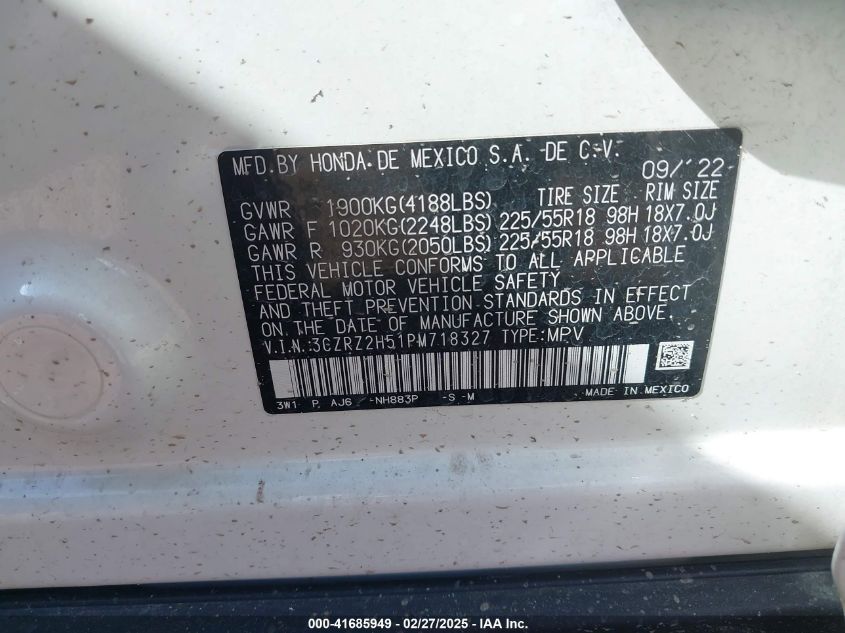 MFD.BY HONDA DE MEXICO S.A. DE C.V. 09/'22
GVWR 1900KG(4188LBS) TIRE SIZE RIM SIZE
GAWR F 1020KG(2248LBS) 225/55R18 98H 18X7.0J
GAWR R 930KG(2050LBS) 225/55R18 98H 18X7.0J
THIS VEHICLE CONFORMS TO ALL APPLICABLE
FEDERAL MOTOR VEHICLE SAFETY
AND THEFT PREVENTION STANDARDS IN EFFECT
ON THE DATE OF MANUFACTURE SHOWN ABOVE.
V.I.N.:3CZRZ2H51PM718327 TYPE:MPV
3W1 P AJ6 -NH883P -S -M MADE IN MEXICO
000-41685949 - 02/27/2025 - IAA Inc.